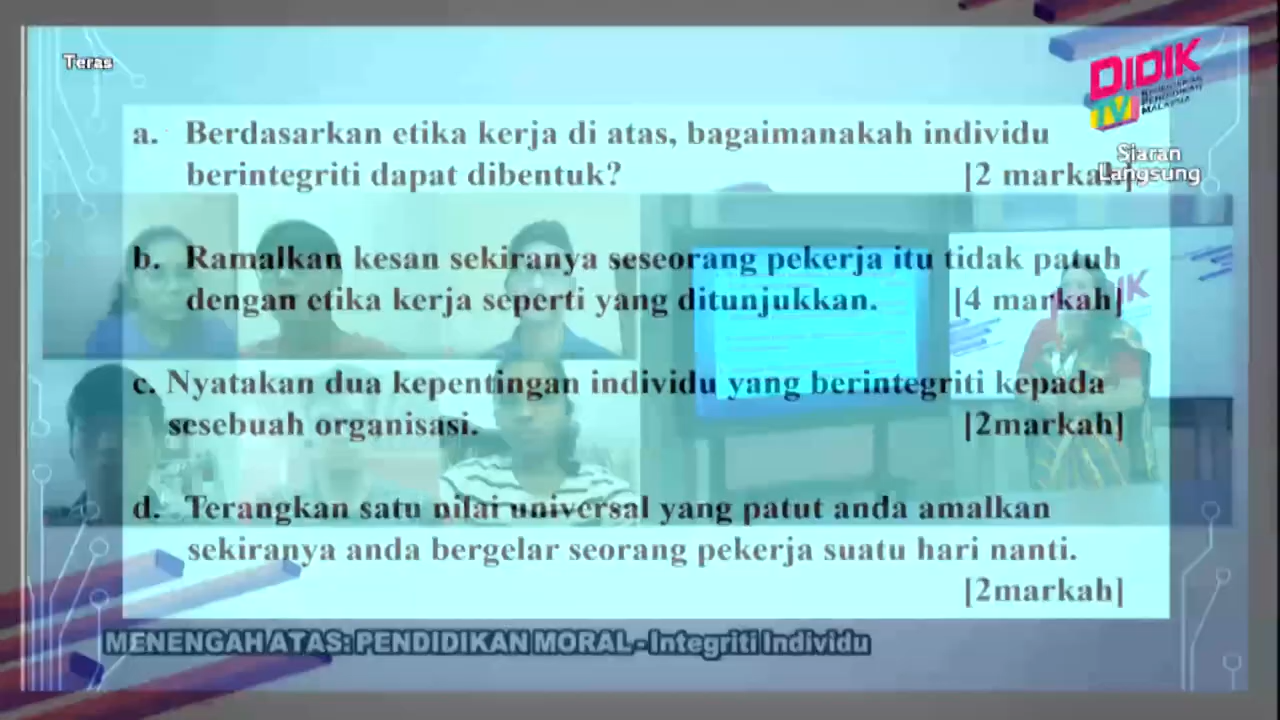 Teras
DIDIK
TV
KEMENTERIAN
PENDIDIKAN
MALAYSIA
Siaran
Langsung
a. Berdasarkan etika kerja di atas, bagaimanakah individu
berintegriti dapat dibentuk? [2 markah]
b. Ramalkan kesan sekiranya seseorang pekerja itu tidak patuh
dengan etika kerja seperti yang ditunjukkan. [4 markah]
c. Nyatakan dua kepentingan individu yang berintegriti kepada
sesebuah organisasi. [2markah]
d. Terangkan satu nilai universal yang patut anda amalkan
sekiranya anda bergelar seorang pekerja suatu hari nanti.
[2markah]
MENENGAH ATAS: PENDIDIKAN MORAL - Integriti Individu